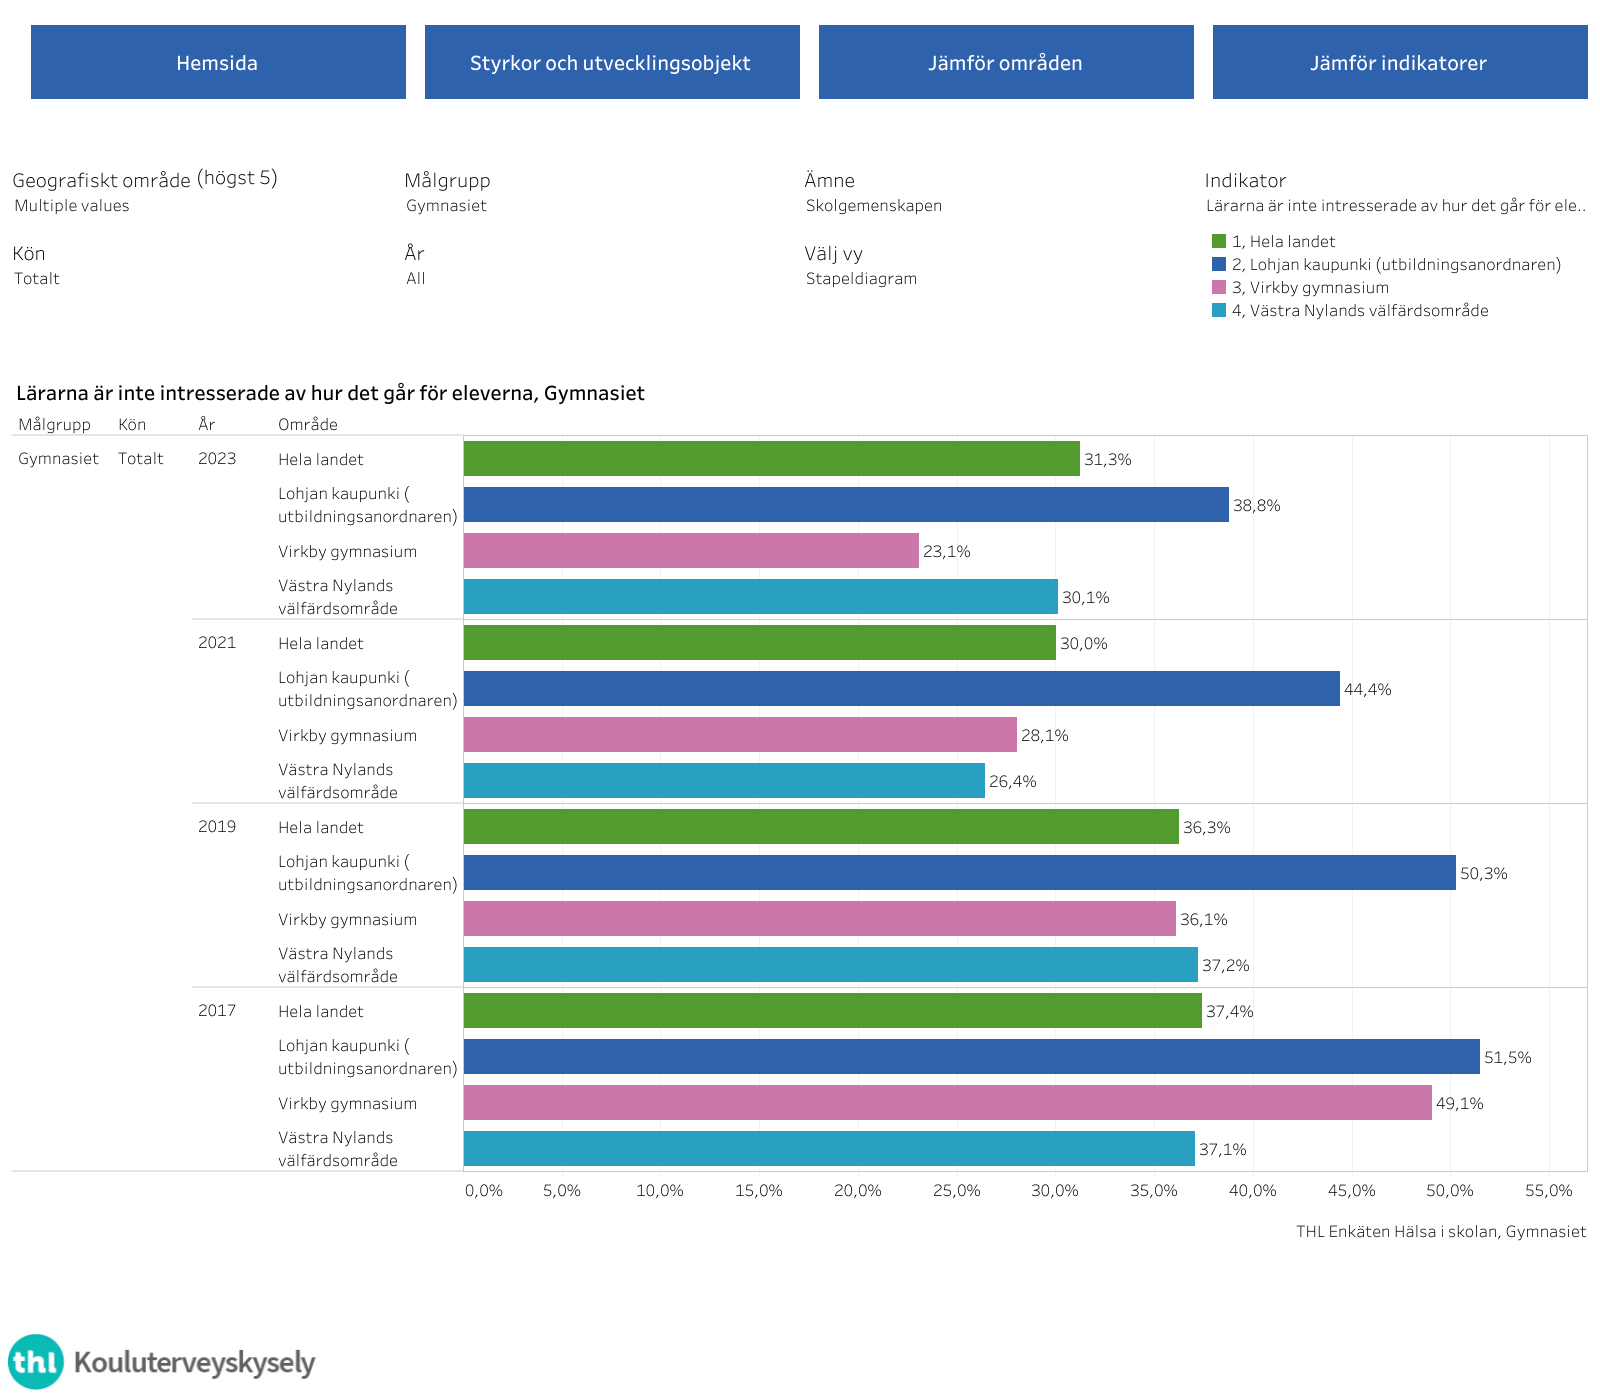 Hemsida
Styrkor och utvecklingsobjekt
Jämför områden
Jämför indikatorer
Geografiskt område (högst 5)
Multiple values
Målgrupp
Gymnasiet
Ämne
Skolgemenskapen
Indikator
Lärarna är inte intresserade av hur det går för ele..
Kön
Totalt
År
All
Välj vy
Stapeldiagram
1, Hela landet
2, Lohjan kaupunki (utbildningsanordnaren)
3, Virkby gymnasium
4, Västra Nylands välfärdsområde
Lärarna är inte intresserade av hur det går för eleverna, Gymnasiet
Målgrupp Kön År Område
Gymnasiet Totalt 2023 Hela landet 31,3%
Lohjan kaupunki (
utbildningsanordnaren) 38,8%
Virkby gymnasium 23,1%
Västra Nylands
välfärdsområde 30,1%
2021 Hela landet 30,0%
Lohjan kaupunki (
utbildningsanordnaren) 44,4%
Virkby gymnasium 28,1%
Västra Nylands
välfärdsområde 26,4%
2019 Hela landet 36,3%
Lohjan kaupunki (
utbildningsanordnaren) 50,3%
Virkby gymnasium 36,1%
Västra Nylands
välfärdsområde 37,2%
2017 Hela landet 37,4%
Lohjan kaupunki (
utbildningsanordnaren) 51,5%
Virkby gymnasium 49,1%
Västra Nylands
välfärdsområde 37,1%
0,0% 5,0% 10,0% 15,0% 20,0% 25,0% 30,0% 35,0% 40,0% 45,0% 50,0% 55,0%
THL Enkäten Hälsa i skolan, Gymnasiet
thl Kouluterveyskysely